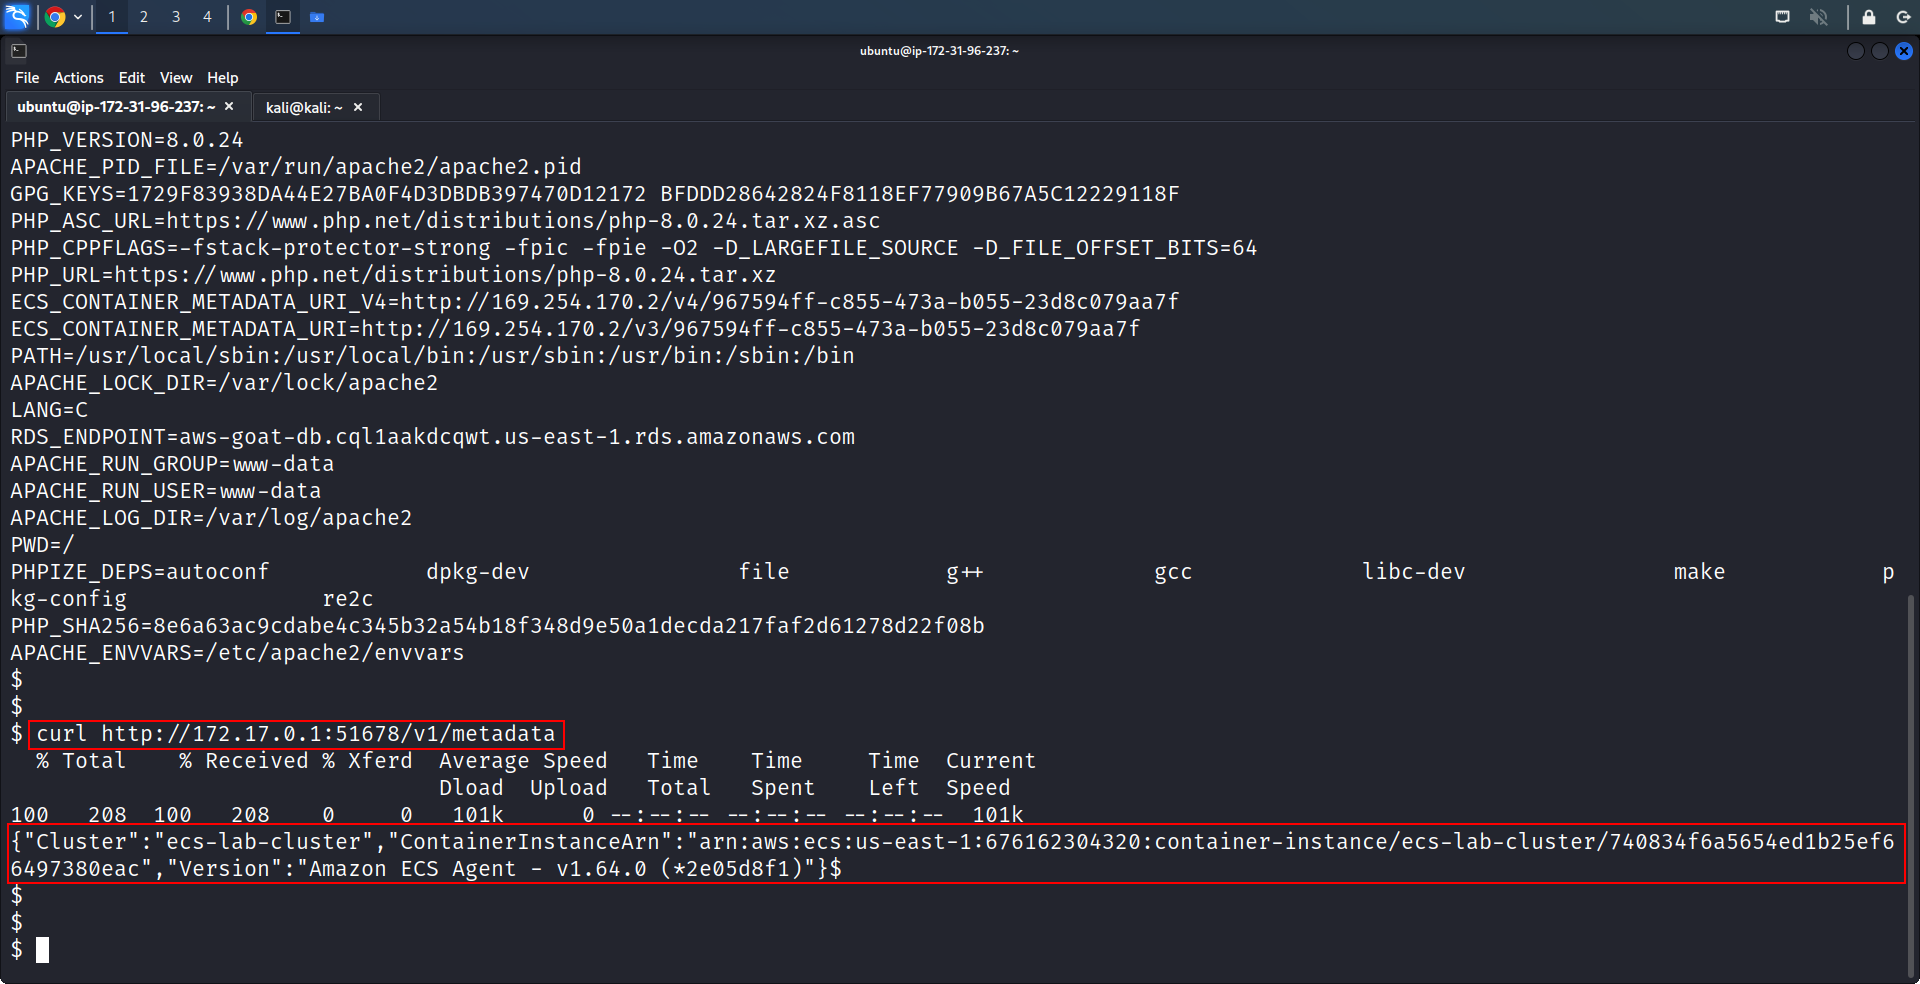 1 2 3 4
ubuntu@ip-172-31-96-237: ~
File Actions Edit View Help
ubuntu@ip-172-31-96-237: ~ × kali@kali: ~ ×
PHP_VERSION=8.0.24
APACHE_PID_FILE=/var/run/apache2/apache2.pid
GPG_KEYS=1729F83938DA44E27BA0F4D3DBDB397470D12172 BFDDD28642824F8118EF77909B67A5C12229118F
PHP_ASC_URL=https://www.php.net/distributions/php-8.0.24.tar.xz.asc
PHP_CPPFLAGS=-fstack-protector-strong -fpic -fpie -O2 -D_LARGEFILE_SOURCE -D_FILE_OFFSET_BITS=64
PHP_URL=https://www.php.net/distributions/php-8.0.24.tar.xz
ECS_CONTAINER_METADATA_URI_V4=http://169.254.170.2/v4/967594ff-c855-473a-b055-23d8c079aa7f
ECS_CONTAINER_METADATA_URI=http://169.254.170.2/v3/967594ff-c855-473a-b055-23d8c079aa7f
PATH=/usr/local/sbin:/usr/local/bin:/usr/sbin:/usr/bin:/sbin:/bin
APACHE_LOCK_DIR=/var/lock/apache2
LANG=C
RDS_ENDPOINT=aws-goat-db.cql1aakdcqwt.us-east-1.rds.amazonaws.com
APACHE_RUN_GROUP=www-data
APACHE_RUN_USER=www-data
APACHE_LOG_DIR=/var/log/apache2
PWD=/
PHPIZE_DEPS=autoconf dpkg-dev file g++ gcc libc-dev make p
kg-config re2c
PHP_SHA256=8e6a63ac9cdabe4c345b32a54b18f348d9e50a1decda217faf2d61278d22f08b
APACHE_ENVVARS=/etc/apache2/envvars
$
$
$ curl http://172.17.0.1:51678/v1/metadata
% Total % Received % Xferd Average Speed Time Time Time Current
Dload Upload Total Spent Left Speed
100 208 100 208 0 0 101k 0 --:--:-- --:--:-- --:--:-- 101k
{"Cluster":"ecs-lab-cluster","ContainerInstanceArn":"arn:aws:ecs:us-east-1:676162304320:container-instance/ecs-lab-cluster/740834f6a5654ed1b25ef6
6497380eac","Version":"Amazon ECS Agent - v1.64.0 (*2e05d8f1)"}$
$
$
$